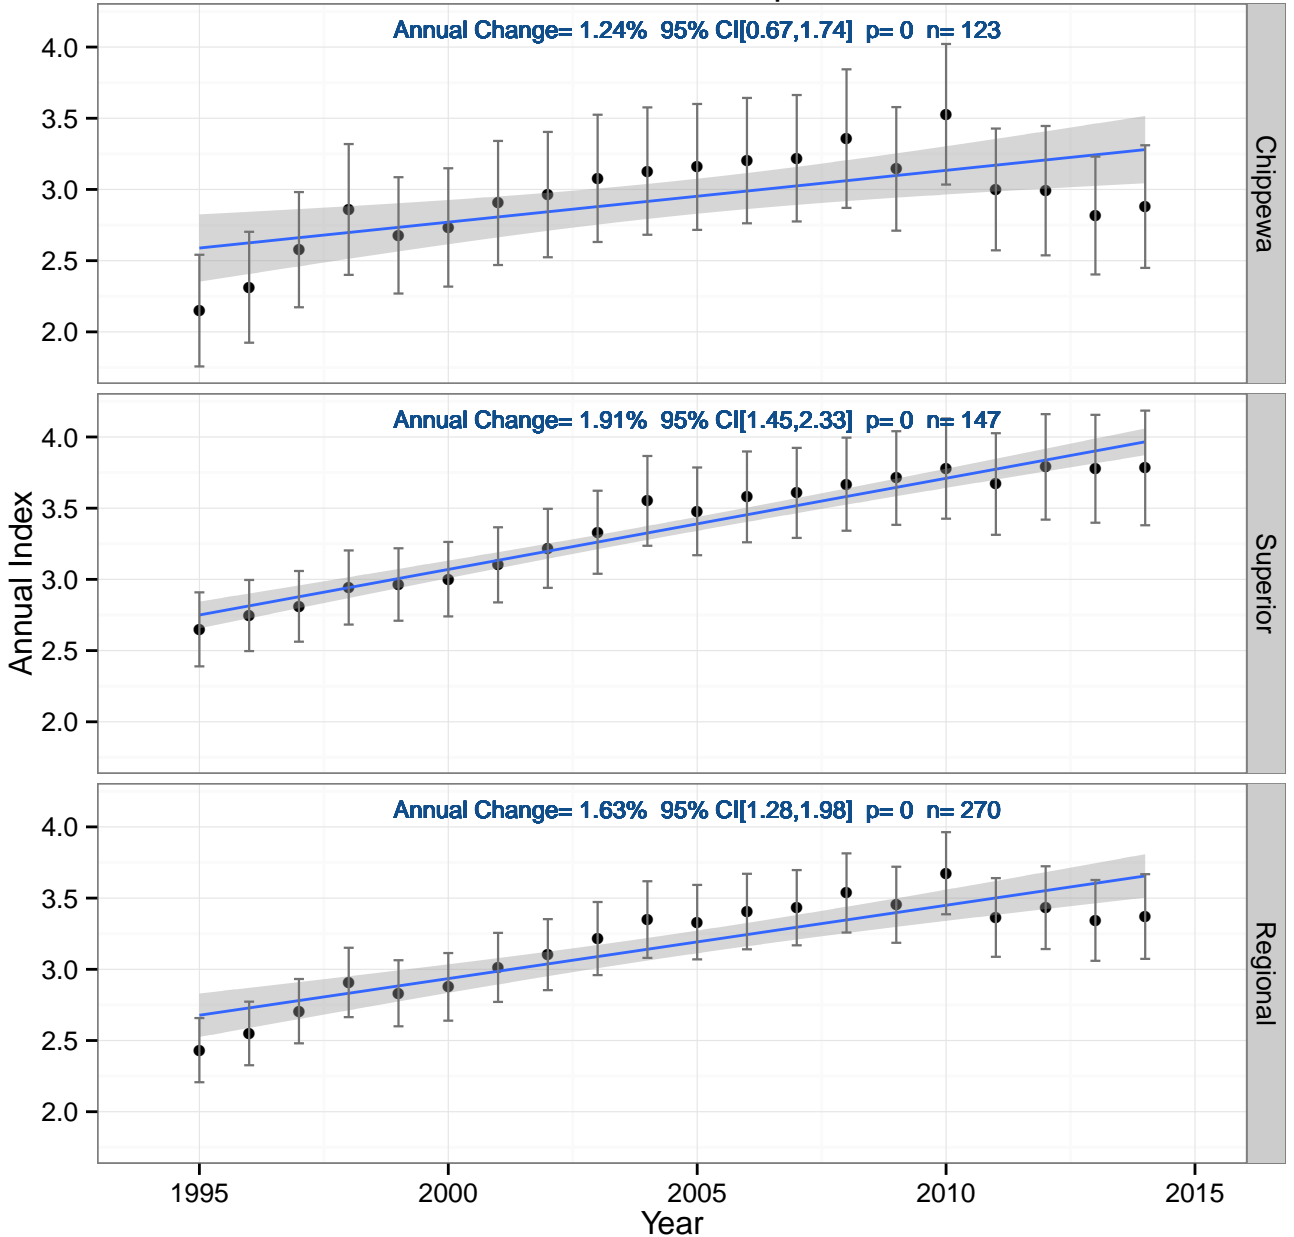 Annual Change= 1.24% 95% CI[0.67,1.74] p= 0 n= 123
4.0
3.5
3.0
2.5
2.0
Chippewa
Annual Change= 1.91% 95% CI[1.45,2.33] p= 0 n= 147
4.0
3.5
3.0
2.5
2.0
Superior
Annual Index
Annual Change= 1.63% 95% CI[1.28,1.98] p= 0 n= 270
4.0
3.5
3.0
2.5
2.0
Regional
1995 2000 2005 2010 2015
Year